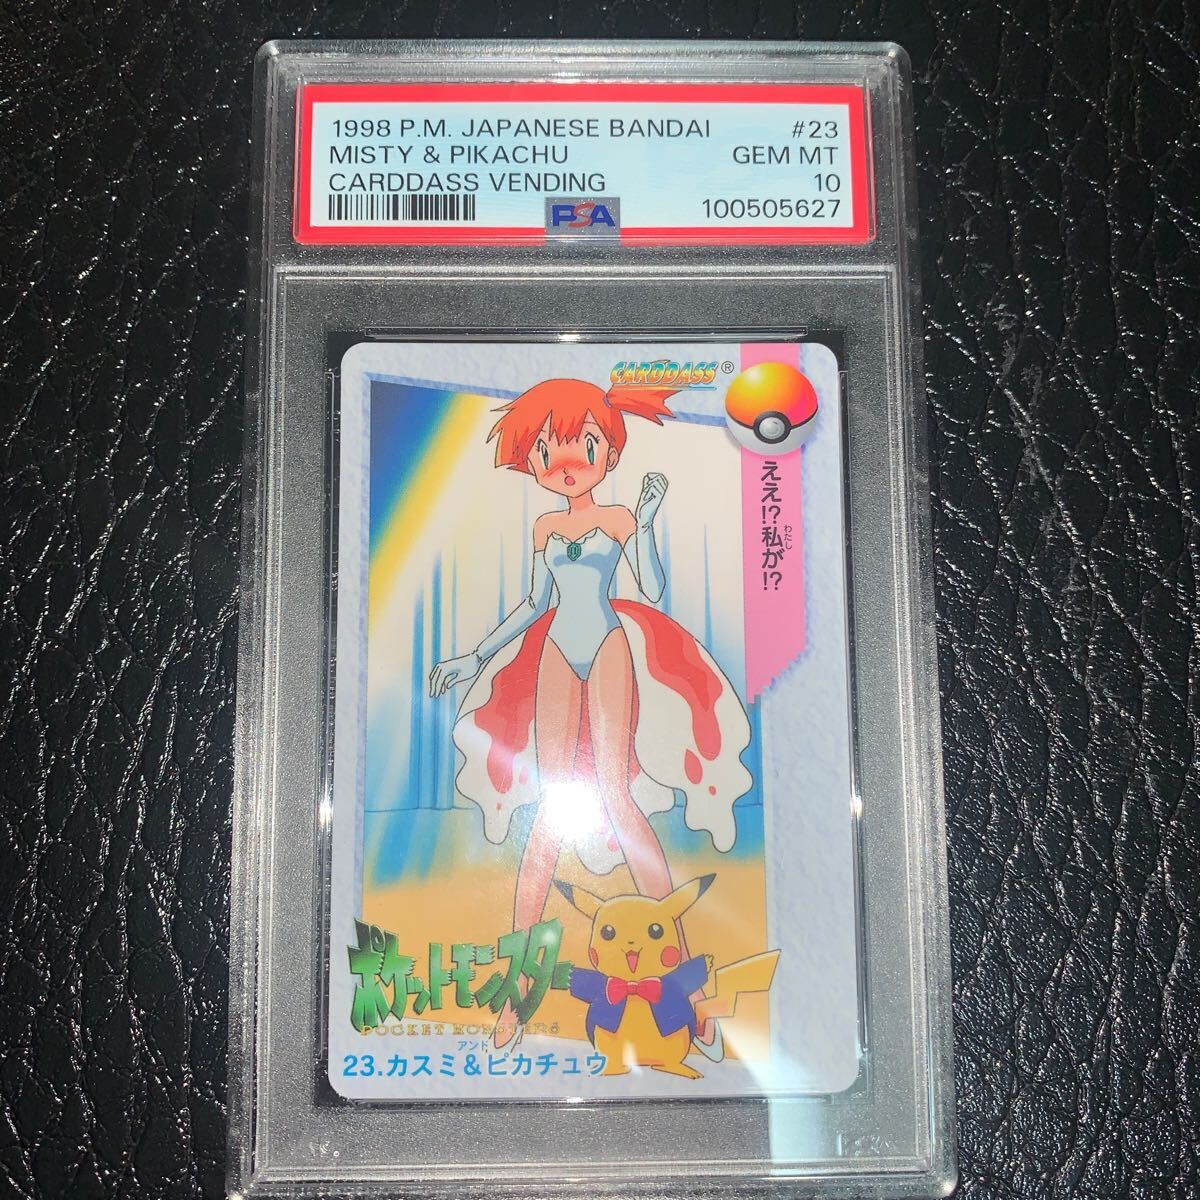 1998 P.M. JAPANESE BANDAI #23
MISTY & PIKACHU GEM MT
CARDDASS VENDING 10
PSA 100505627
CARDDASS®
ええ!?私が!?
わたし
ポケットモンスター
POCKET MONSTERS
アンド
23.カスミ&ピカチュウ